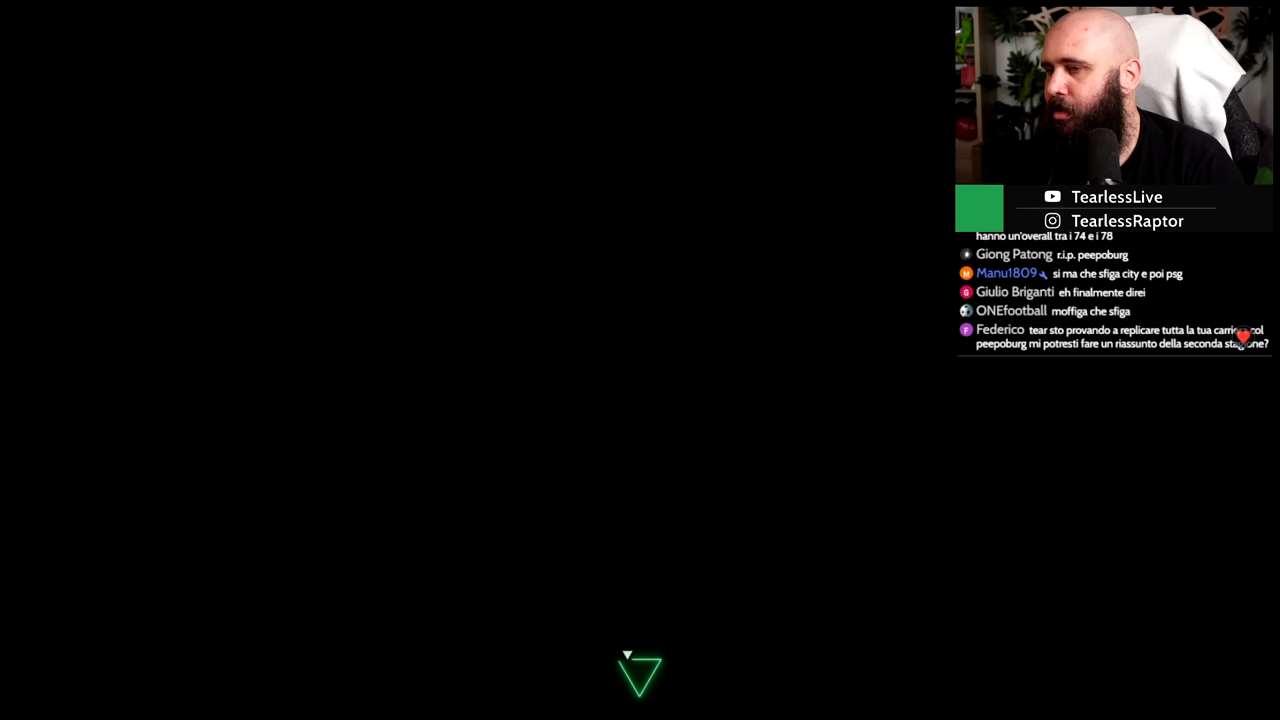 TearlessLive
TearlessRaptor
hanno un'overall tra i 74 e i 78
Giong Patong r.i.p. peepoburg
M Manu1809 si ma che sfiga city e poi psg
G Giulio Briganti eh finalmente direi
ONEfootball moffiga che sfiga
F Federico tear sto provando a replicare tutta la tua col
peepoburg mi potresti fare un riassunto della seconda stagione?